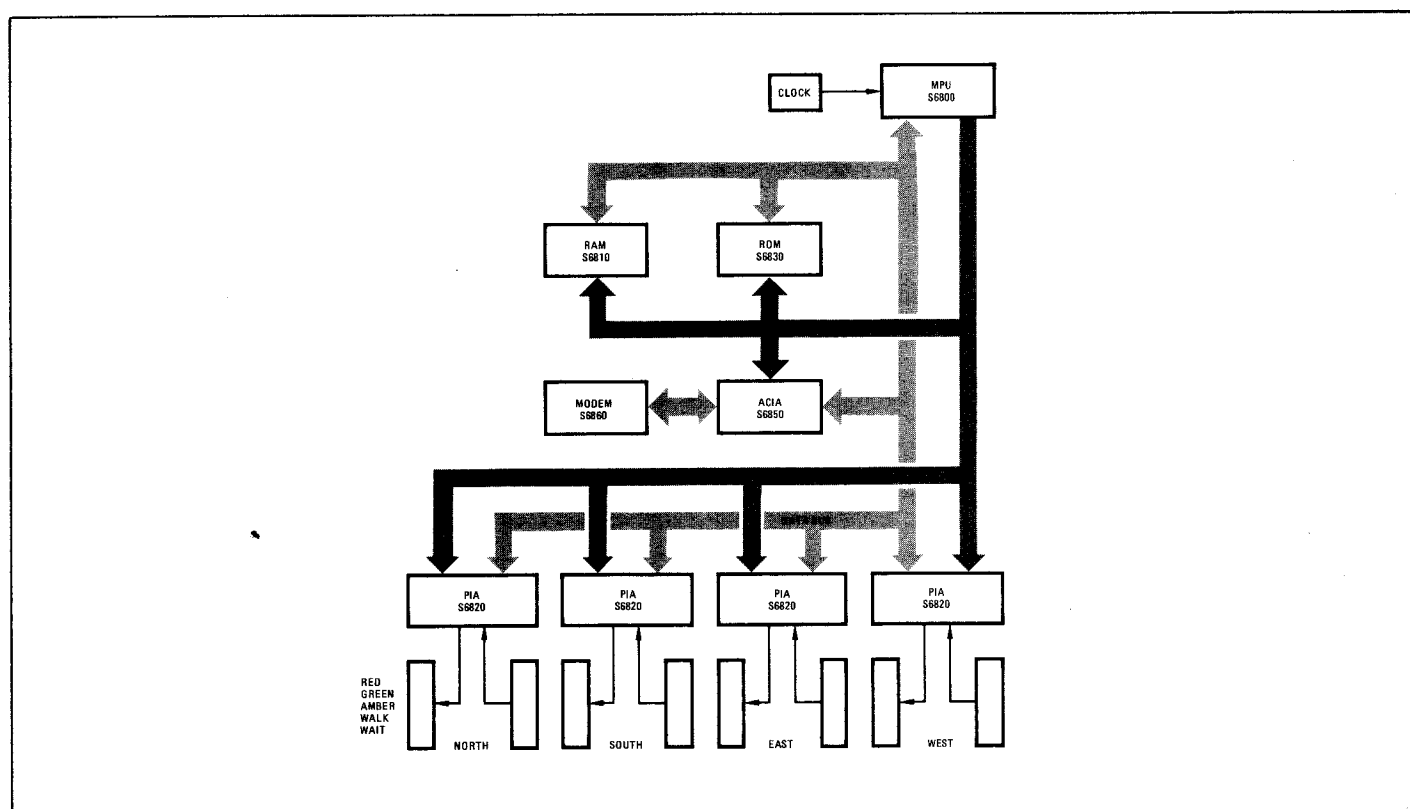 CLOCK
MPU
S6800
RAM
S6810
ROM
S6830
MODEM
S6860
ACIA
S6850
PIA
S6820
PIA
S6820
PIA
S6820
PIA
S6820
RED
GREEN
AMBER
WALK
WAIT
NORTH
SOUTH
EAST
WEST